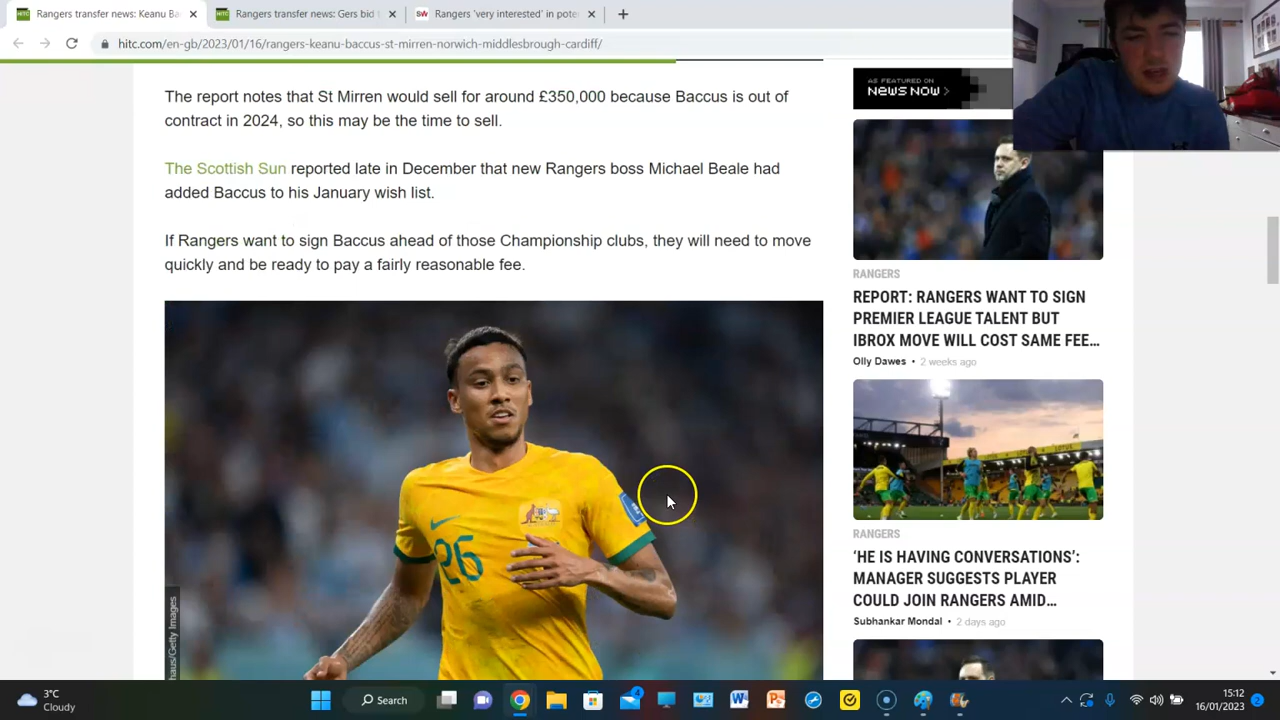 Rangers transfer news: Keanu Ba
Rangers transfer news: Gers bid t
Rangers 'very interested' in pote
hitc.com/en-gb/2023/01/16/rangers-keanu-baccus-st-mirren-norwich-middlesbrough-cardiff/
The report notes that St Mirren would sell for around £350,000 because Baccus is out of
contract in 2024, so this may be the time to sell.
The Scottish Sun reported late in December that new Rangers boss Michael Beale had
added Baccus to his January wish list.
If Rangers want to sign Baccus ahead of those Championship clubs, they will need to move
quickly and be ready to pay a fairly reasonable fee.
26
haus/Getty Images
AS FEATURED ON
NEWS NOW
RANGERS
REPORT: RANGERS WANT TO SIGN
PREMIER LEAGUE TALENT BUT
IBROX MOVE WILL COST SAME FEE...
Olly Dawes • 2 weeks ago
RANGERS
'HE IS HAVING CONVERSATIONS':
MANAGER SUGGESTS PLAYER
COULD JOIN RANGERS AMID...
Subhankar Mondal • 2 days ago
3°C
Cloudy
Search
4
15:12
16/01/2023
2